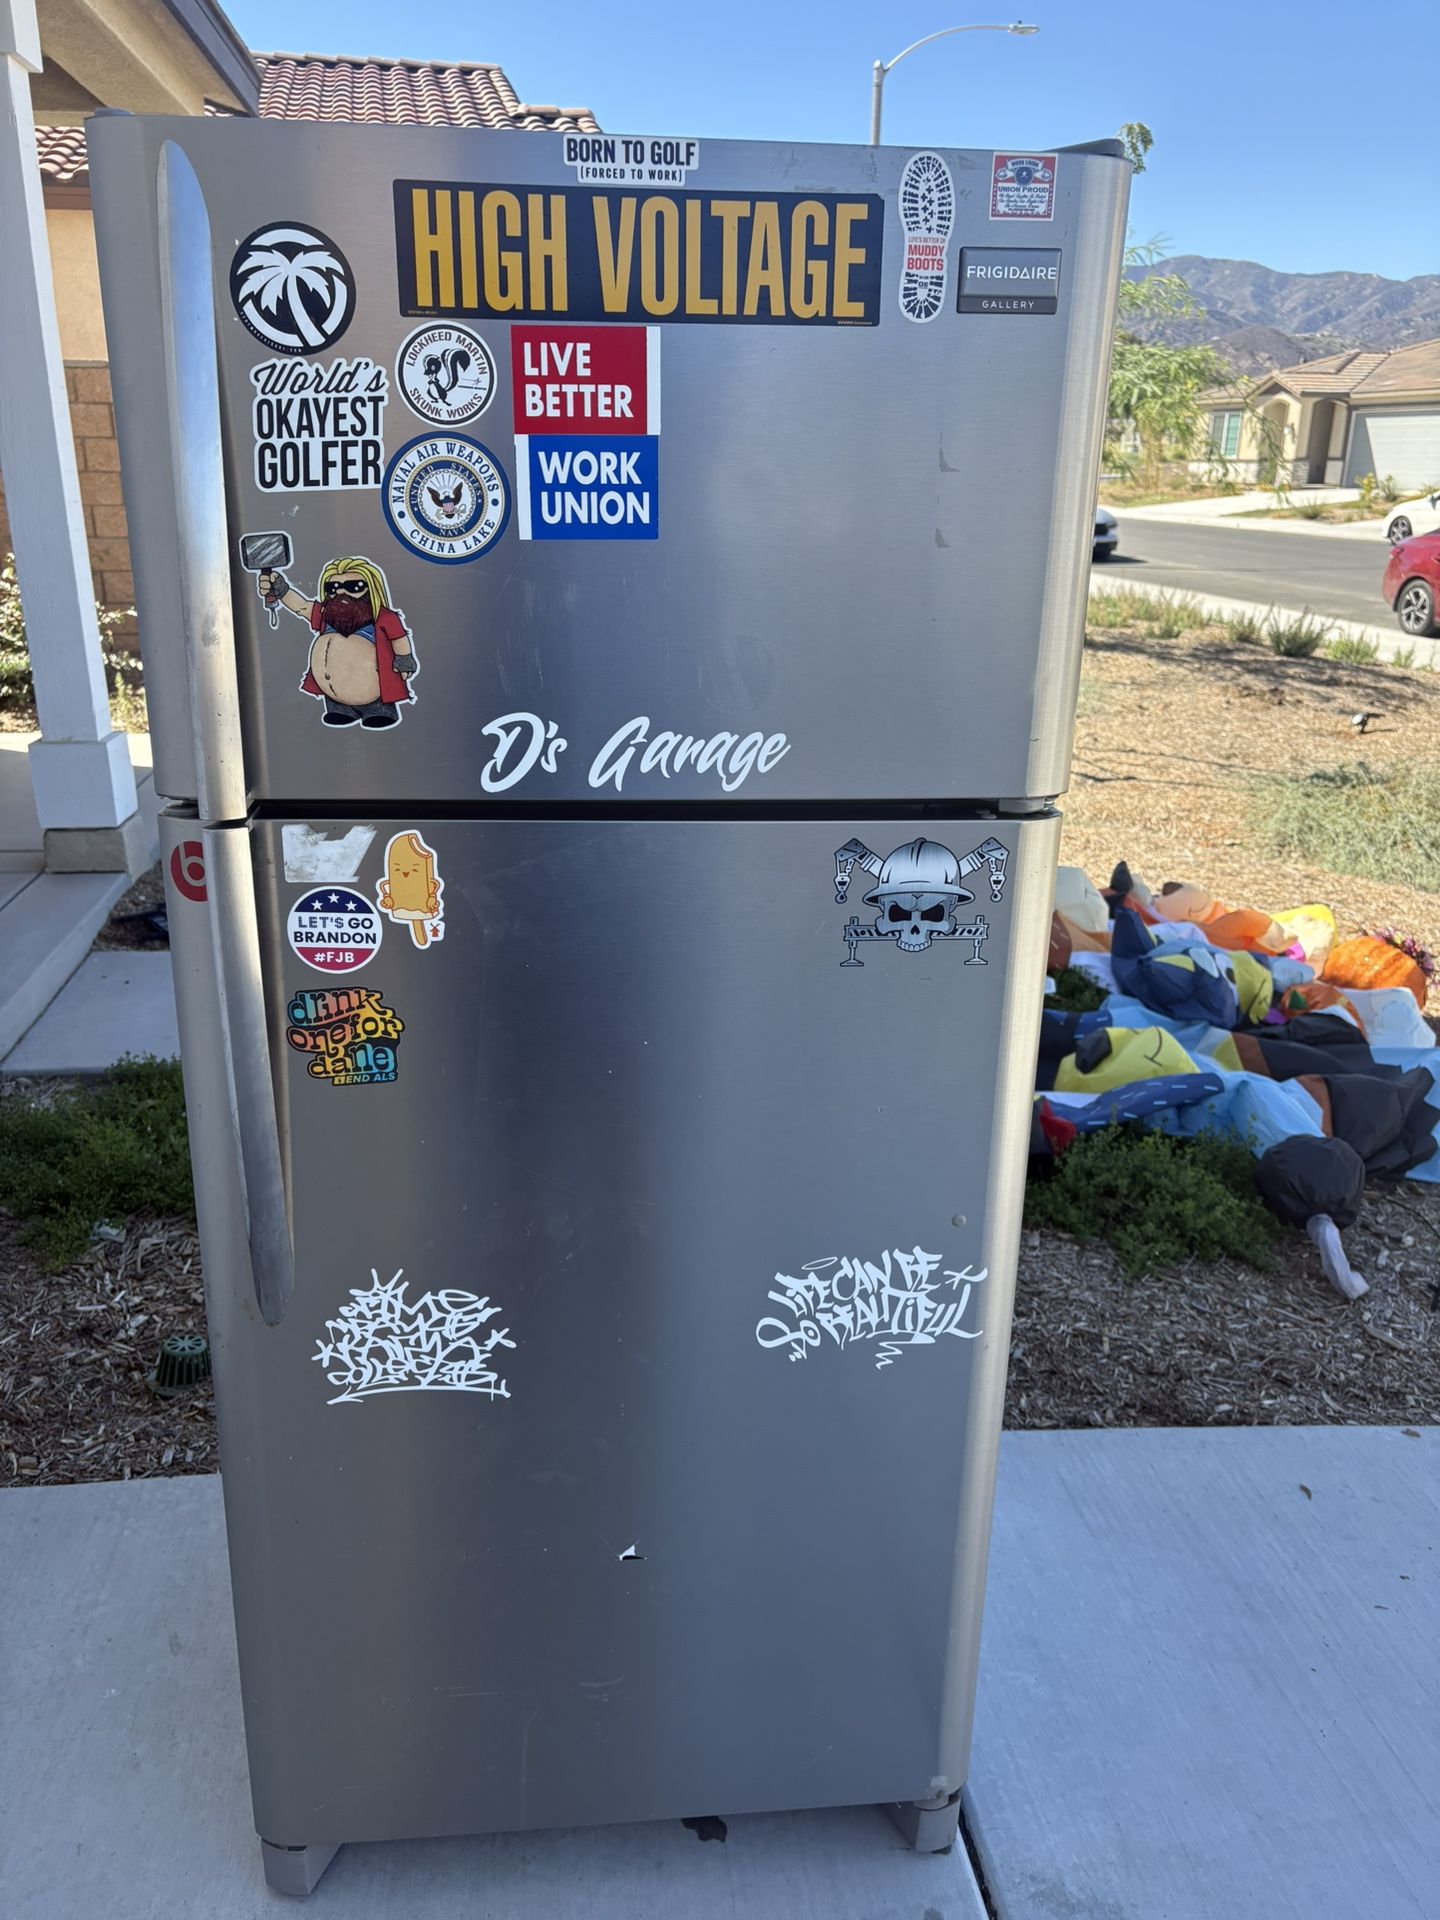 BORN TO GOLF
(FORCED TO WORK)
HIGH VOLTAGE
LIFE'S BETTER IN
MUDDY
BOOTS
UNION PROUD
FRIGIDAIRE
GALLERY
World's
OKAYEST
GOLFER
LOCKHEED MARTIN
SKUNK WORKS
LIVE
BETTER
WORK
UNION
NAVAL AIR WEAPONS
UNITED STATES
NAVY
CHINA LAKE
D's Garage
b
LET'S GO
BRANDON
#FJB
drink
one for
dane
END ALS
LIFE CAN BE
SO BEAUTIFUL